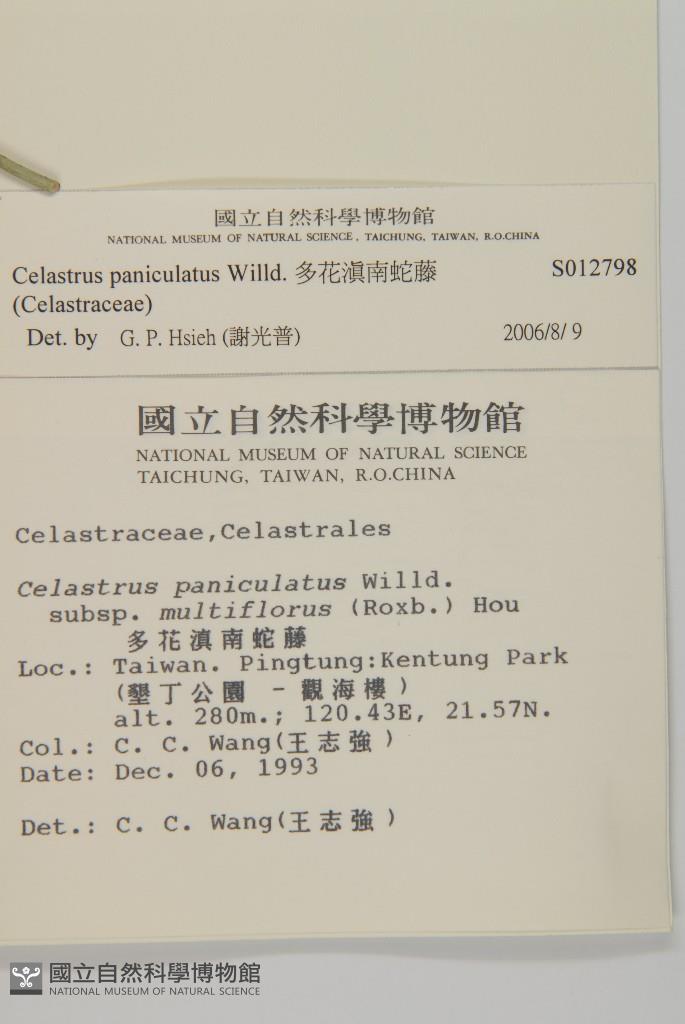 國立自然科學博物館
NATIONAL MUSEUM OF NATURAL SCIENCE, TAICHUNG, TAIWAN, R.O.CHINA
Celastrus paniculatus Willd. 多花滇南蛇藤 S012798
(Celastraceae)
Det. by G. P. Hsieh (謝光普) 2006/8/ 9
國立自然科學博物館
NATIONAL MUSEUM OF NATURAL SCIENCE
TAICHUNG, TAIWAN, R.O.CHINA
Celastraceae,Celastrales
Celastrus paniculatus Willd.
subsp. multiflorus (Roxb.) Hou
多花滇南蛇藤
Loc.: Taiwan. Pingtung:Kentung Park
(墾丁公園 - 觀海樓)
alt. 280m.; 120.43E, 21.57N.
Col.: C. C. Wang(王志強)
Date: Dec. 06, 1993
Det.: C. C. Wang(王志強)
國立自然科學博物館
NATIONAL MUSEUM OF NATURAL SCIENCE